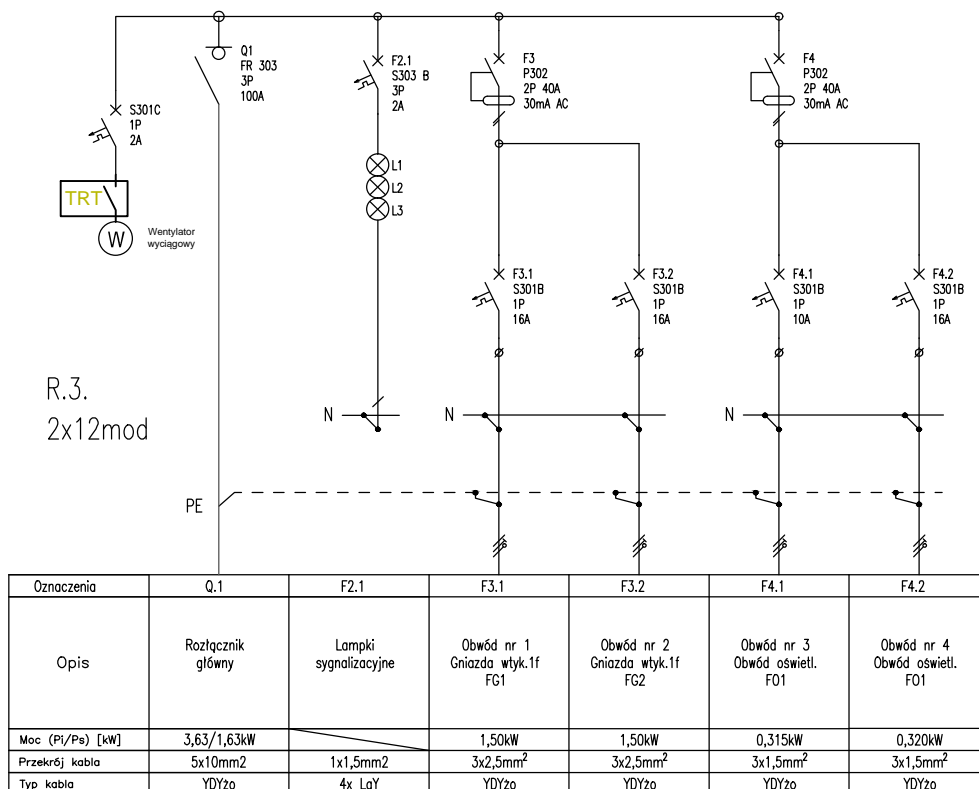 Q1
FR 303
3P
100A
F2.1
S303 B
3P
2A
F3
P302
2P 40A
30mA AC
F4
P302
2P 40A
30mA AC
S301C
1P
2A
TRT
W
Wentylator
wyciągowy
L1
L2
L3
F3.1
S301B
1P
16A
F3.2
S301B
1P
16A
F4.1
S301B
1P
10A
F4.2
S301B
1P
16A
R.3.
2x12mod
N
N
N
PE
Oznaczenia Q.1 F2.1 F3.1 F3.2 F4.1 F4.2
Opis
Rozłącznik
główny
Lampki
sygnalizacyjne
Obwód nr 1
Gniazda wtyk.1f
FG1
Obwód nr 2
Gniazda wtyk.1f
FG2
Obwód nr 3
Obwód oświetl.
FO1
Obwód nr 4
Obwód oświetl.
FO1
Moc (Pi/Ps) [kW] 3,63/1,63kW 1,50kW 1,50kW 0,315kW 0,320kW
Przekrój kabla 5x10mm2 1x1,5mm2 3x2,5mm² 3x2,5mm² 3x1,5mm² 3x1,5mm²
Typ kabla YDYżo 4x LgY YDYżo YDYżo YDYżo YDYżo